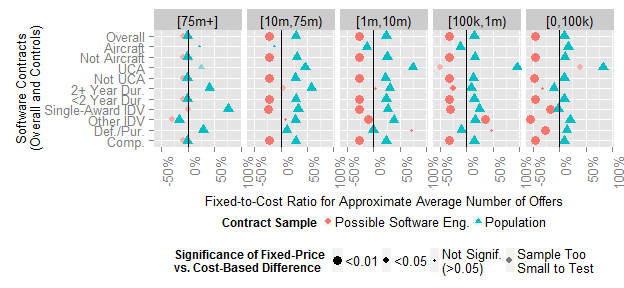 [75m+] [10m,75m) [1m,10m) [100k,1m) [0,100k)
Software Contracts
(Overall and Controls)
Overall
Aircraft
Not Aircraft
UCA
Not UCA
2+ Year Dur.
<2 Year Dur.
Single-Award IDV
Other IDV
Def./Pur.
Comp.
-50% 0% 50% 100% -50% 0% 50% 100% -50% 0% 50% 100% -50% 0% 50% 100% -50% 0% 50% 100%
Fixed-to-Cost Ratio for Approximate Average Number of Offers
Contract Sample Possible Software Eng. Population
Significance of Fixed-Price
vs. Cost-Based Difference
<0.01 <0.05
Not Signif.
(>0.05)
Sample Too
Small to Test